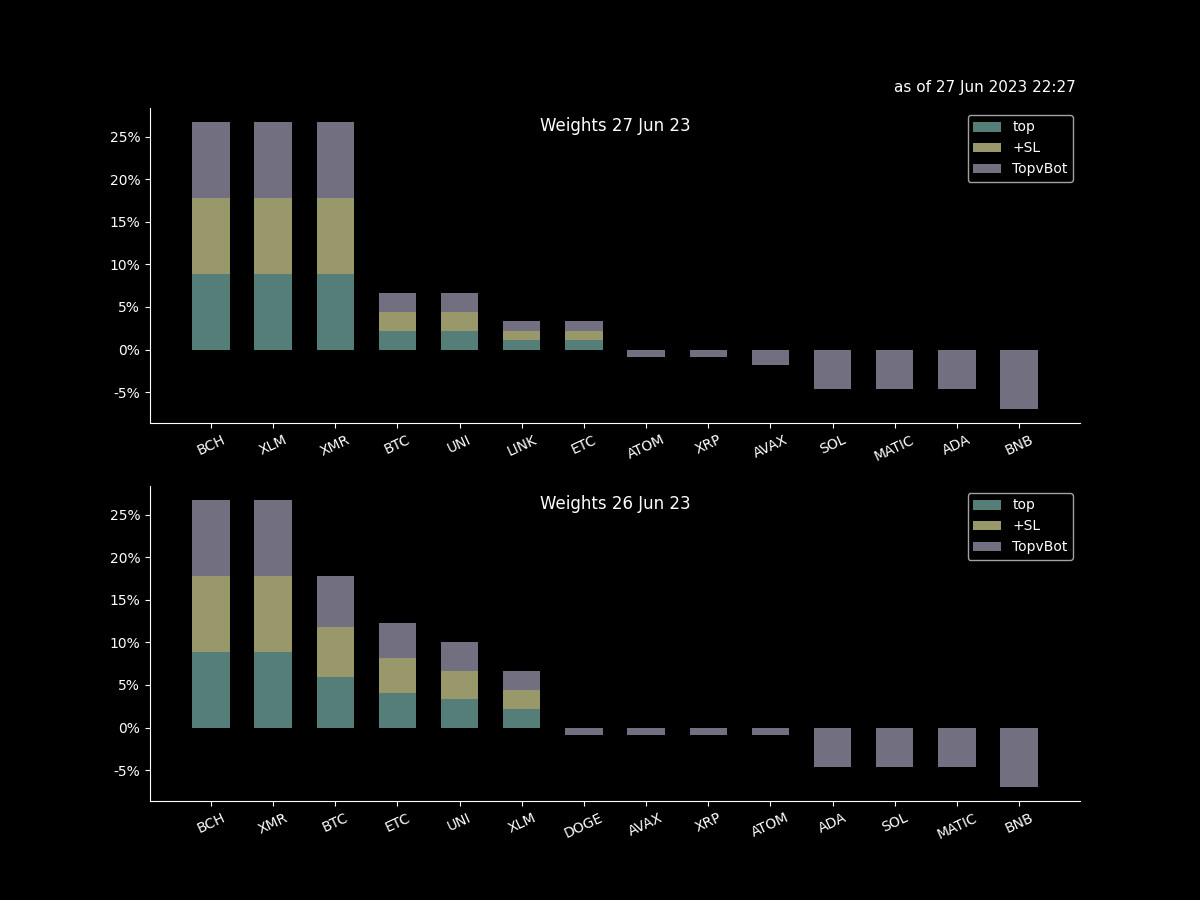 as of 27 Jun 2023 22:27
Weights 27 Jun 23
top
+SL
TopvBot
25%
20%
15%
10%
5%
0%
-5%
BCH XLM XMR BTC UNI LINK ETC ATOM XRP AVAX SOL MATIC ADA BNB
Weights 26 Jun 23
top
+SL
TopvBot
25%
20%
15%
10%
5%
0%
-5%
BCH XMR BTC ETC UNI XLM DOGE AVAX XRP ATOM ADA SOL MATIC BNB